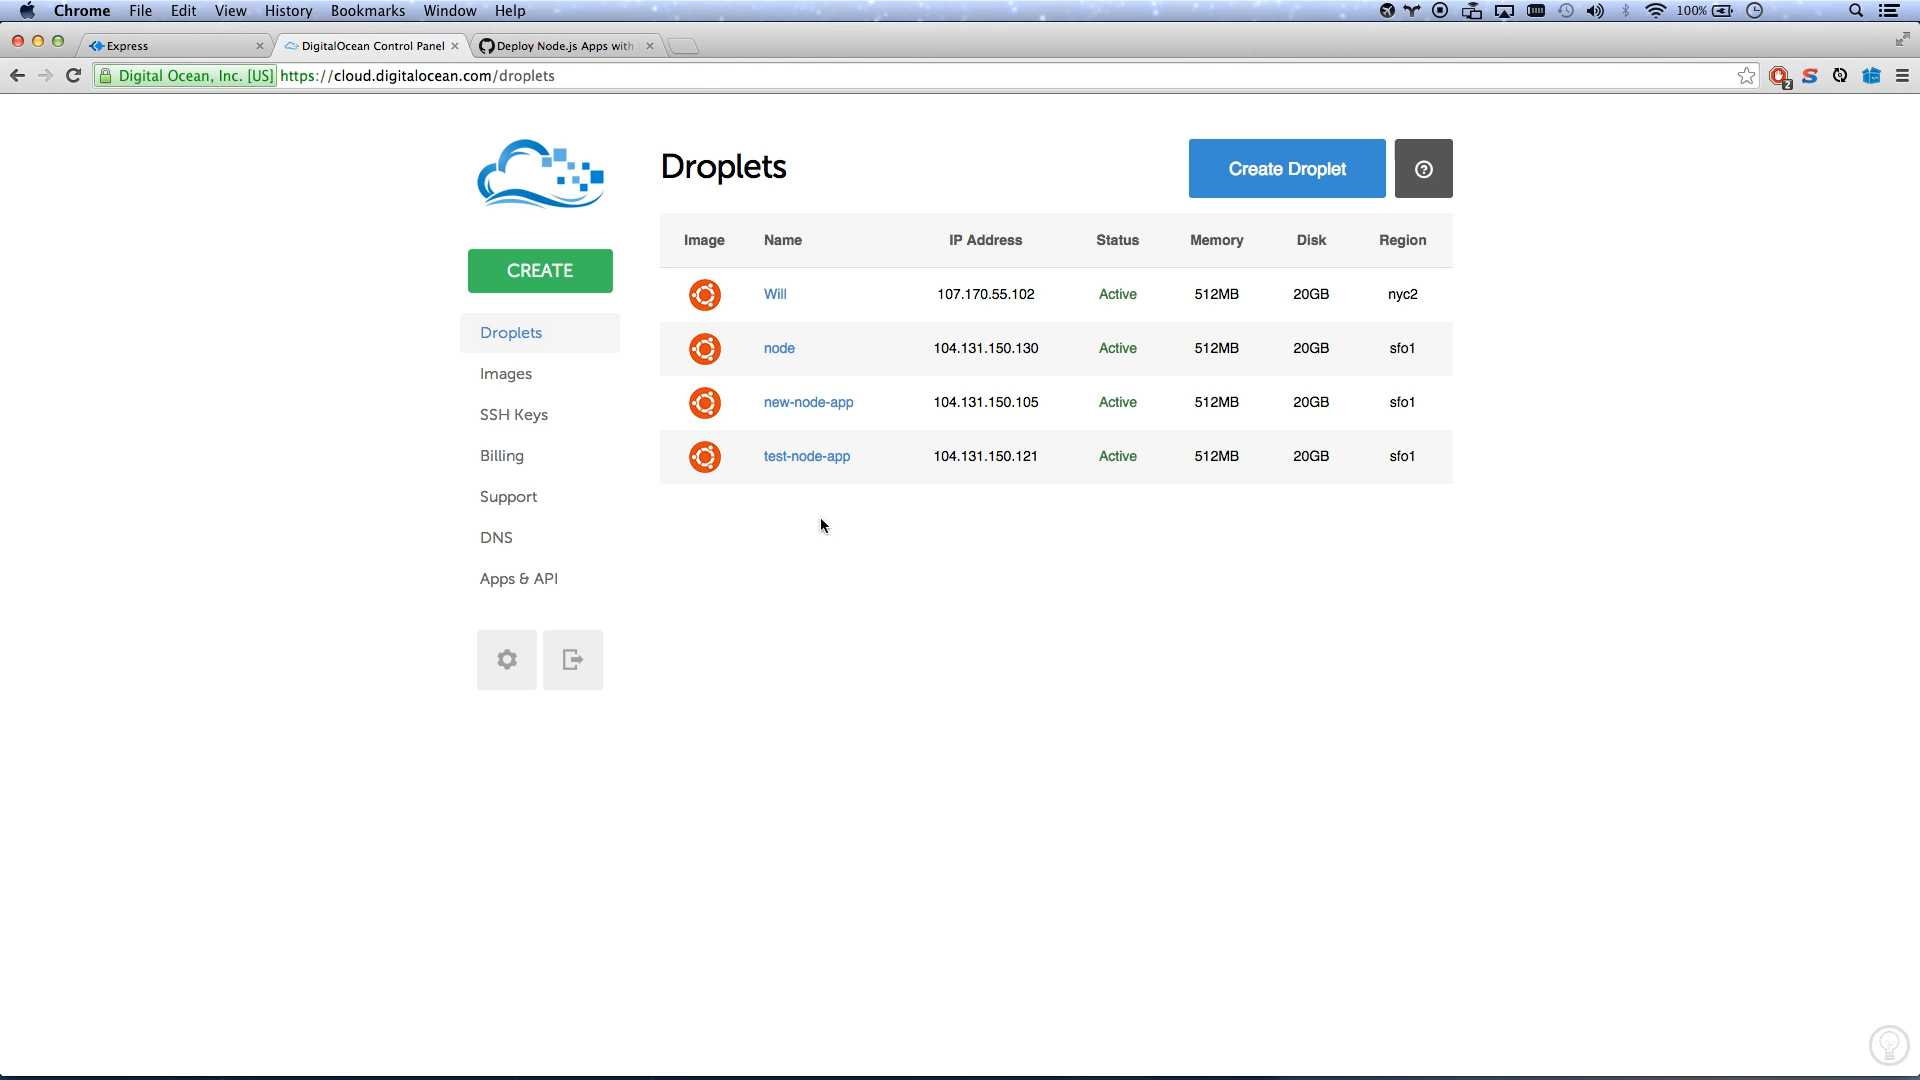 Chrome File Edit View History Bookmarks Window Help 100%
Express DigitalOcean Control Panel Deploy Node.js Apps with
Digital Ocean, Inc. [US] https://cloud.digitalocean.com/droplets 2
Droplets
Create Droplet
CREATE
Droplets
Images
SSH Keys
Billing
Support
DNS
Apps & API
Image Name IP Address Status Memory Disk Region
Will 107.170.55.102 Active 512MB 20GB nyc2
node 104.131.150.130 Active 512MB 20GB sfo1
new-node-app 104.131.150.105 Active 512MB 20GB sfo1
test-node-app 104.131.150.121 Active 512MB 20GB sfo1